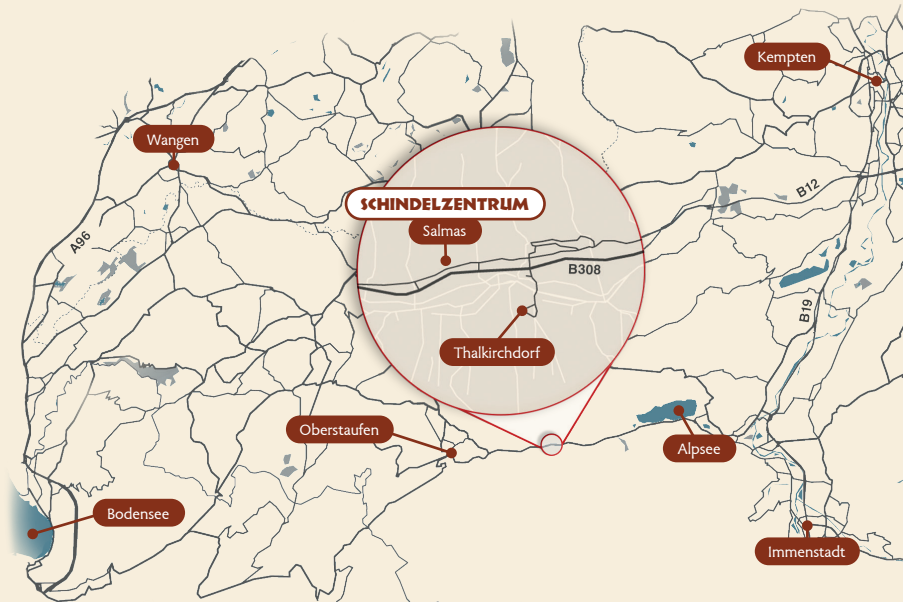 Kempten
Wangen
SCHINDELZENTRUM
Salmas
B12
A96
B308
B19
Thalkirchdorf
Oberstaufen
Alpsee
Bodensee
Immenstadt